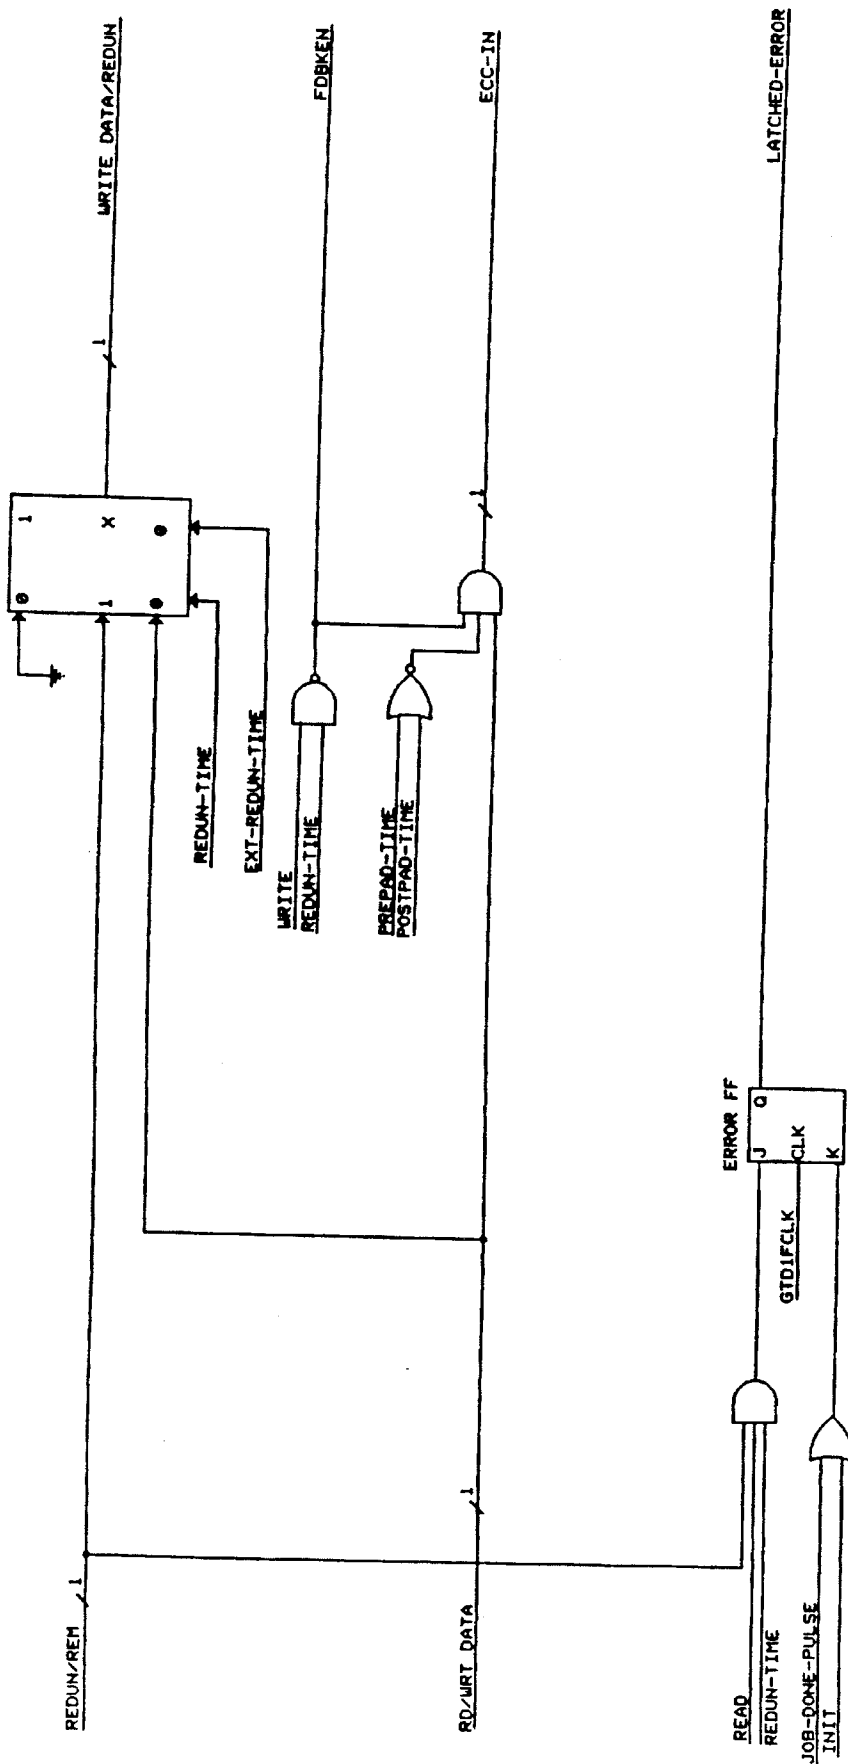 REDUN/REM
1
RD/WRT DATA
1
READ
REDUN-TIME
JOB-DONE-PULSE
INIT
ERROR FF
J
Q
CLK
K
GTD1FCLK
LATCHED-ERROR
WRITE
REDUN-TIME
PREPAD-TIME
POSTPAD-TIME
REDUN-TIME
EXT-REDUN-TIME
0
1
1
X
0
0
1
WRITE DATA/REDUN
FDBKEN
1
ECC-IN